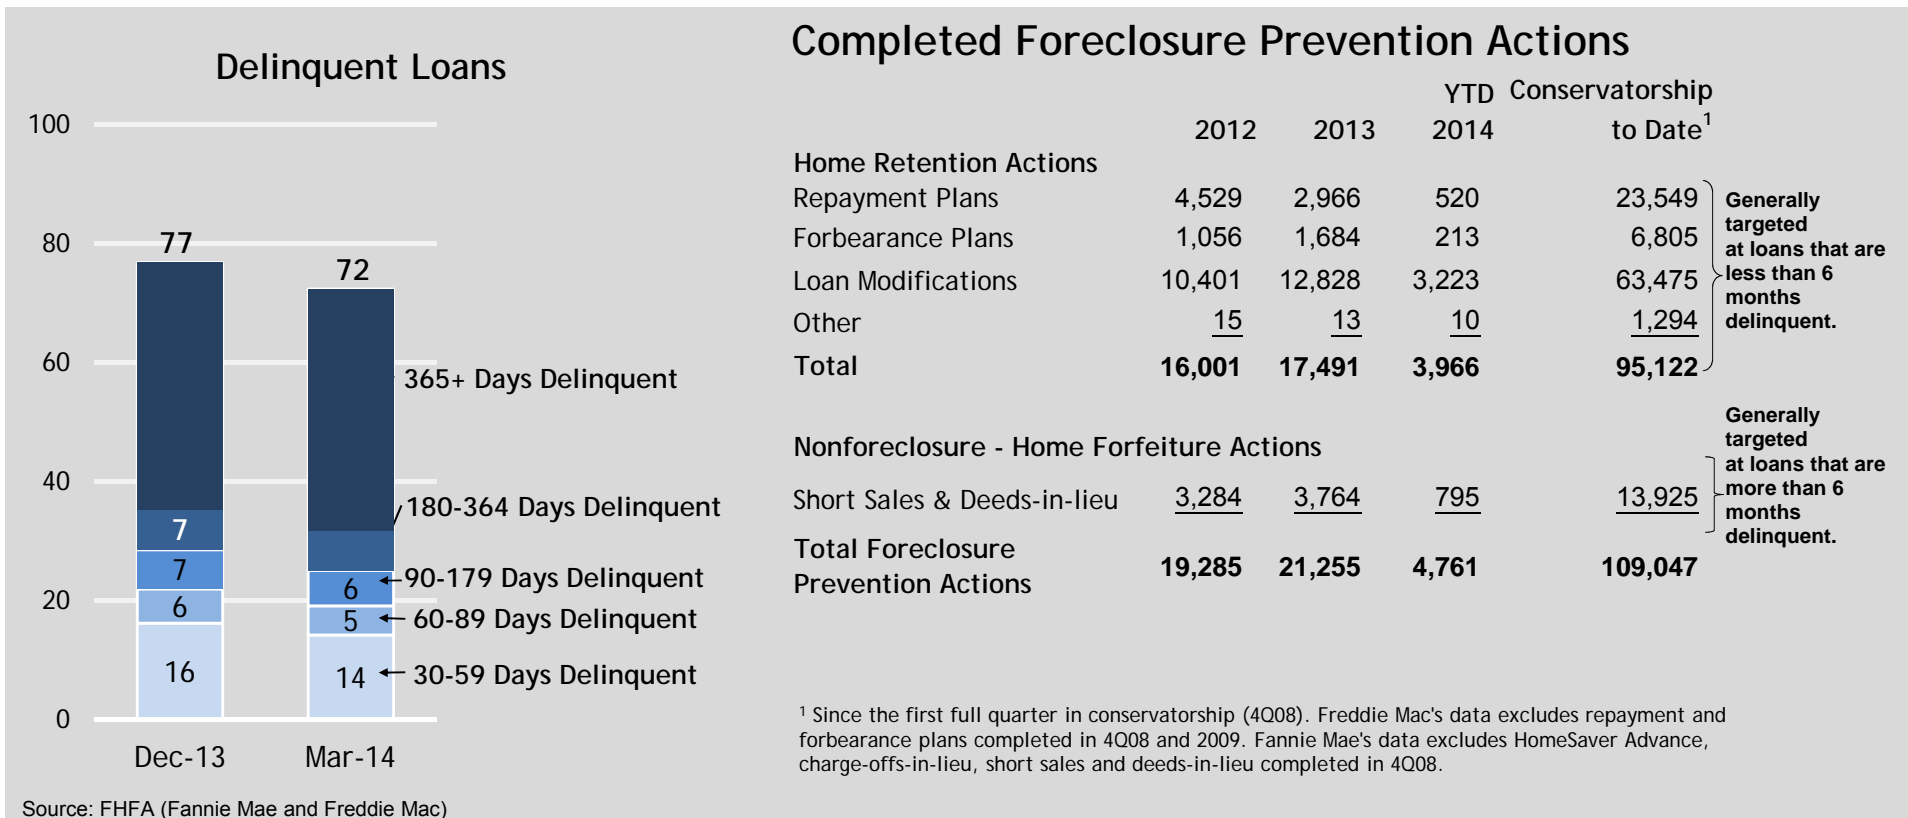 Delinquent Loans
100
80
60
40
20
0
77
7
7
6
16
72
6
5
14
365+ Days Delinquent
180-364 Days Delinquent
90-179 Days Delinquent
60-89 Days Delinquent
30-59 Days Delinquent
Dec-13 Mar-14
Source: FHFA (Fannie Mae and Freddie Mac)
Completed Foreclosure Prevention Actions
YTD Conservatorship
2012 2013 2014 to Date¹
Home Retention Actions
Repayment Plans 4,529 2,966 520 23,549
Forbearance Plans 1,056 1,684 213 6,805
Loan Modifications 10,401 12,828 3,223 63,475
Other 15 13 10 1,294
Total 16,001 17,491 3,966 95,122
Generally
targeted
at loans that are
less than 6
months
delinquent.
Nonforeclosure - Home Forfeiture Actions
Short Sales & Deeds-in-lieu 3,284 3,764 795 13,925
Total Foreclosure
Prevention Actions 19,285 21,255 4,761 109,047
Generally
targeted
at loans that are
more than 6
months
delinquent.
¹ Since the first full quarter in conservatorship (4Q08). Freddie Mac's data excludes repayment and
forbearance plans completed in 4Q08 and 2009. Fannie Mae's data excludes HomeSaver Advance,
charge-offs-in-lieu, short sales and deeds-in-lieu completed in 4Q08.